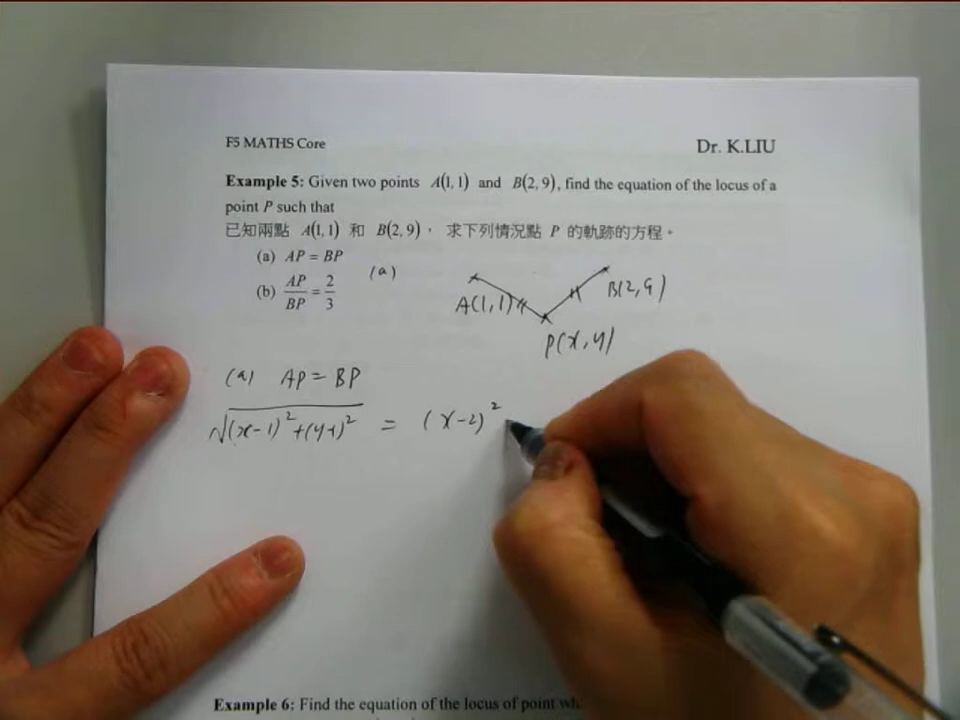 F5 MATHS Core Dr. K.LIU
Example 5: Given two points A(1, 1) and B(2, 9), find the equation of the locus of a
point P such that
已知兩點 A(1, 1) 和 B(2, 9)， 求下列情況點 P 的軌跡的方程。
(a) AP = BP
(b) AP/BP = 2/3
(a)
A(1,1)
B(2,9)
P(x,y)
(a) AP = BP
√(x-1)²+(y-1)² = (x-2)²
Example 6: Find the equation of the locus of point